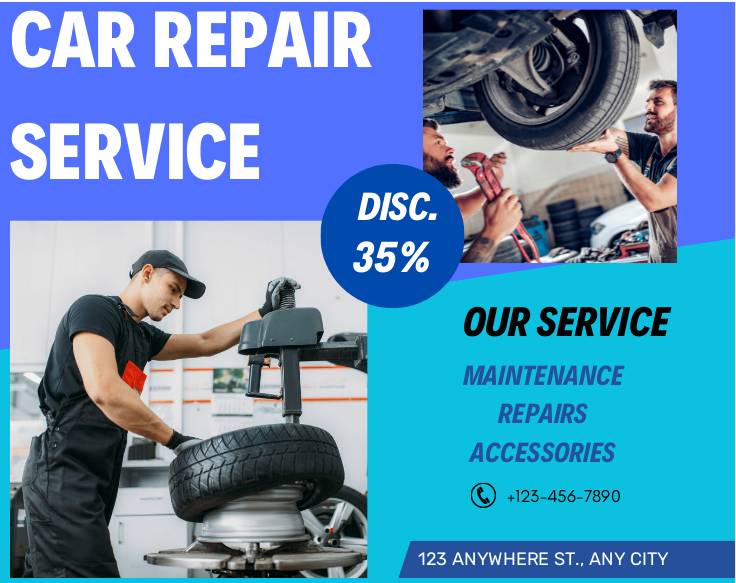 CAR REPAIR
SERVICE
DISC.
35%
OUR SERVICE
MAINTENANCE
REPAIRS
ACCESSORIES
+123-456-7890
123 ANYWHERE ST., ANY CITY